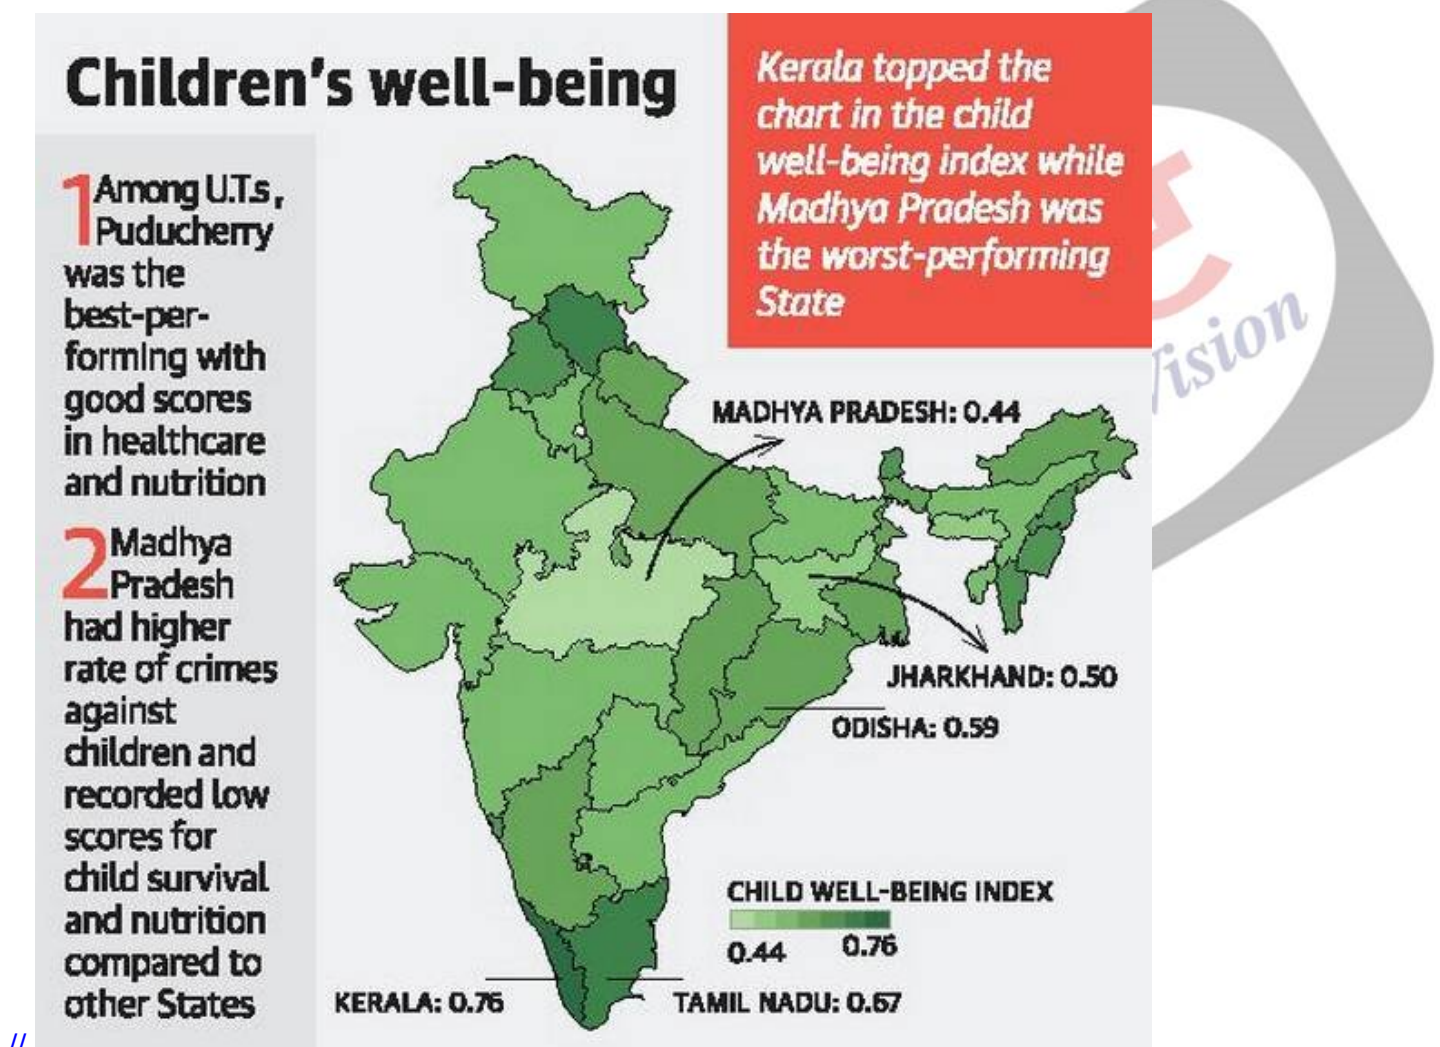 Children's well-being
Kerala topped the
chart in the child
well-being index while
Madhya Pradesh was
the worst-performing
State
1 Among U.T.s,
Puducherry
was the
best-per-
forming with
good scores
in healthcare
and nutrition
2 Madhya
Pradesh
had higher
rate of crimes
against
children and
recorded low
scores for
child survival
and nutrition
compared to
other States
MADHYA PRADESH: 0.44
JHARKHAND: 0.50
ODISHA: 0.59
CHILD WELL-BEING INDEX
0.44 0.76
KERALA: 0.76
TAMIL NADU: 0.67
//